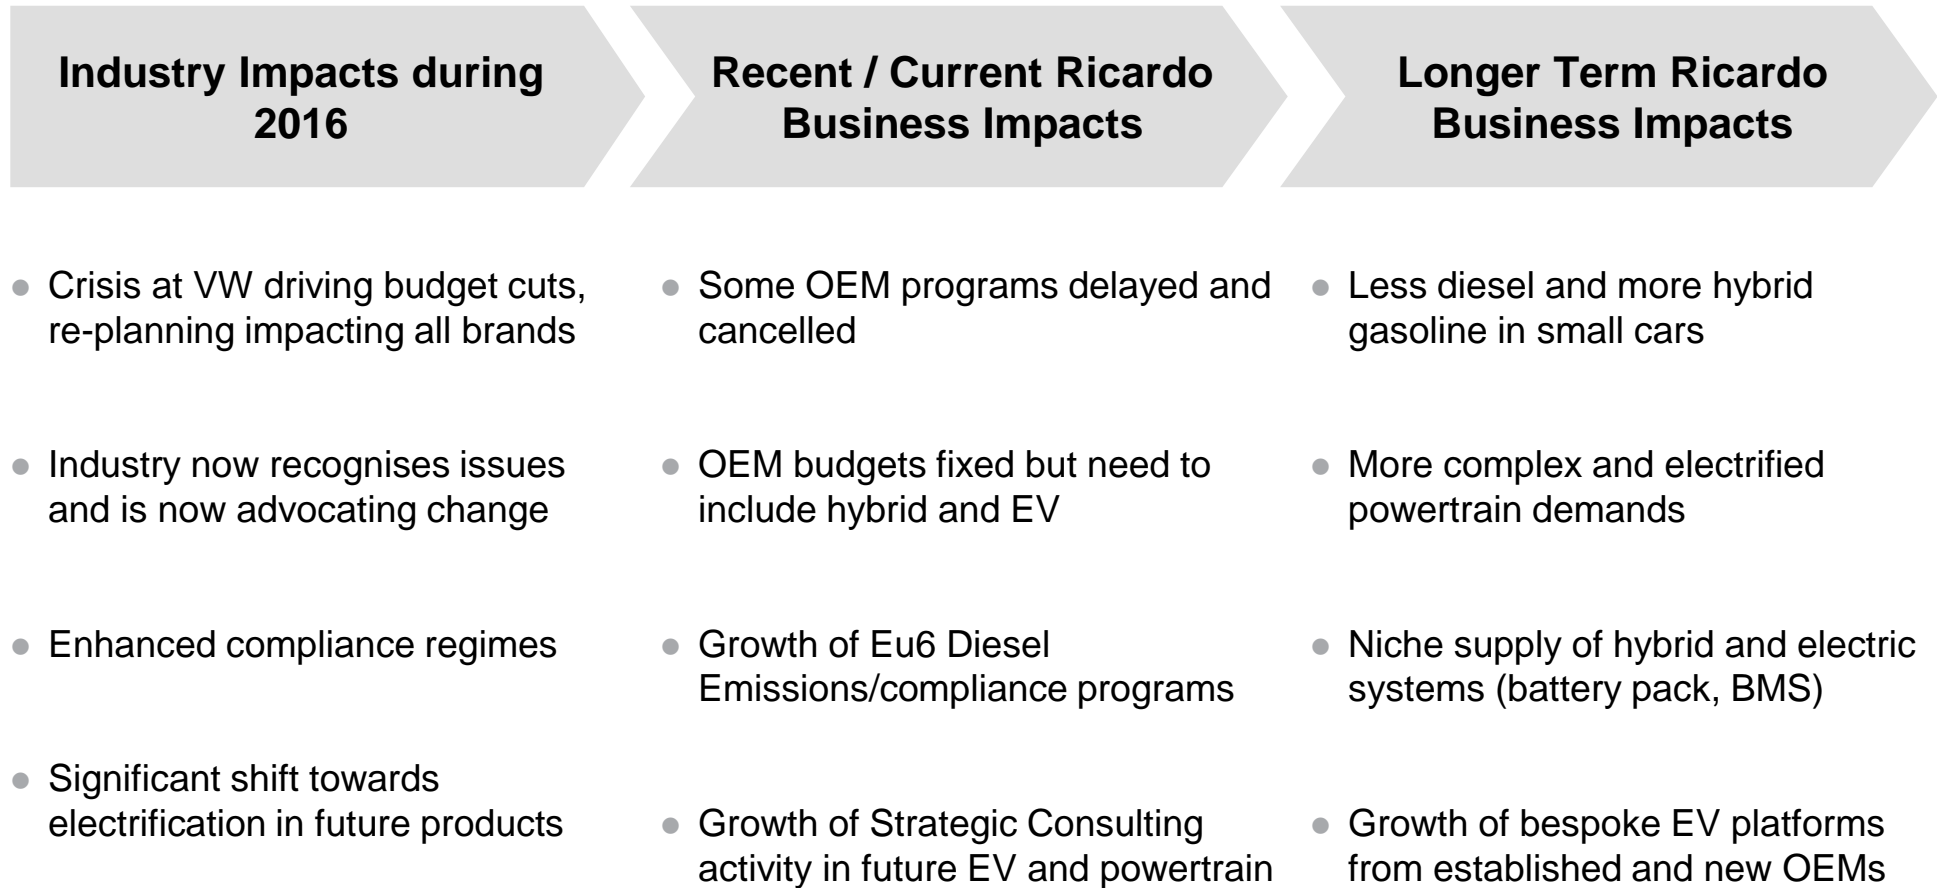 Industry Impacts during
2016
Recent / Current Ricardo
Business Impacts
Longer Term Ricardo
Business Impacts
Crisis at VW driving budget cuts,
re-planning impacting all brands
Industry now recognises issues
and is now advocating change
Enhanced compliance regimes
Significant shift towards
electrification in future products
Some OEM programs delayed and
cancelled
OEM budgets fixed but need to
include hybrid and EV
Growth of Eu6 Diesel
Emissions/compliance programs
Growth of Strategic Consulting
activity in future EV and powertrain
Less diesel and more hybrid
gasoline in small cars
More complex and electrified
powertrain demands
Niche supply of hybrid and electric
systems (battery pack, BMS)
Growth of bespoke EV platforms
from established and new OEMs